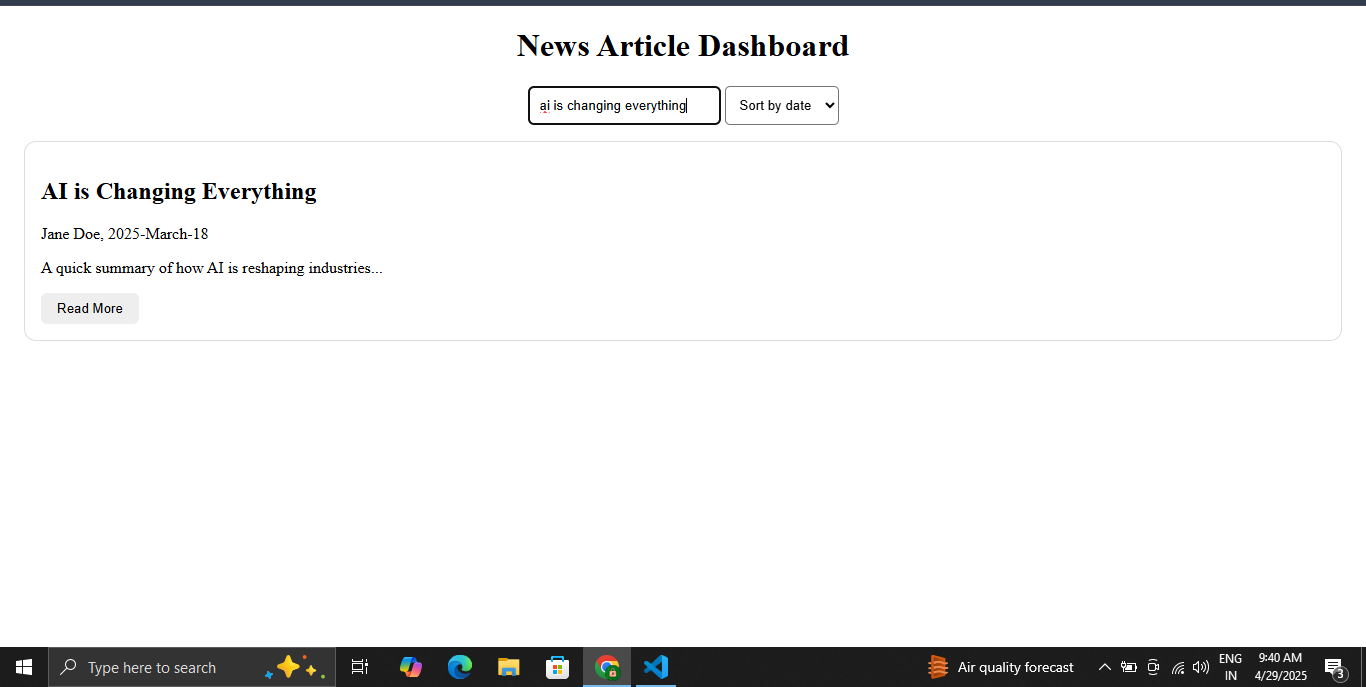 News Article Dashboard
ai is changing everything Sort by date
AI is Changing Everything
Jane Doe, 2025-March-18
A quick summary of how AI is reshaping industries...
Read More
Type here to search Air quality forecast ENG 9:40 AM
IN 4/29/2025 3